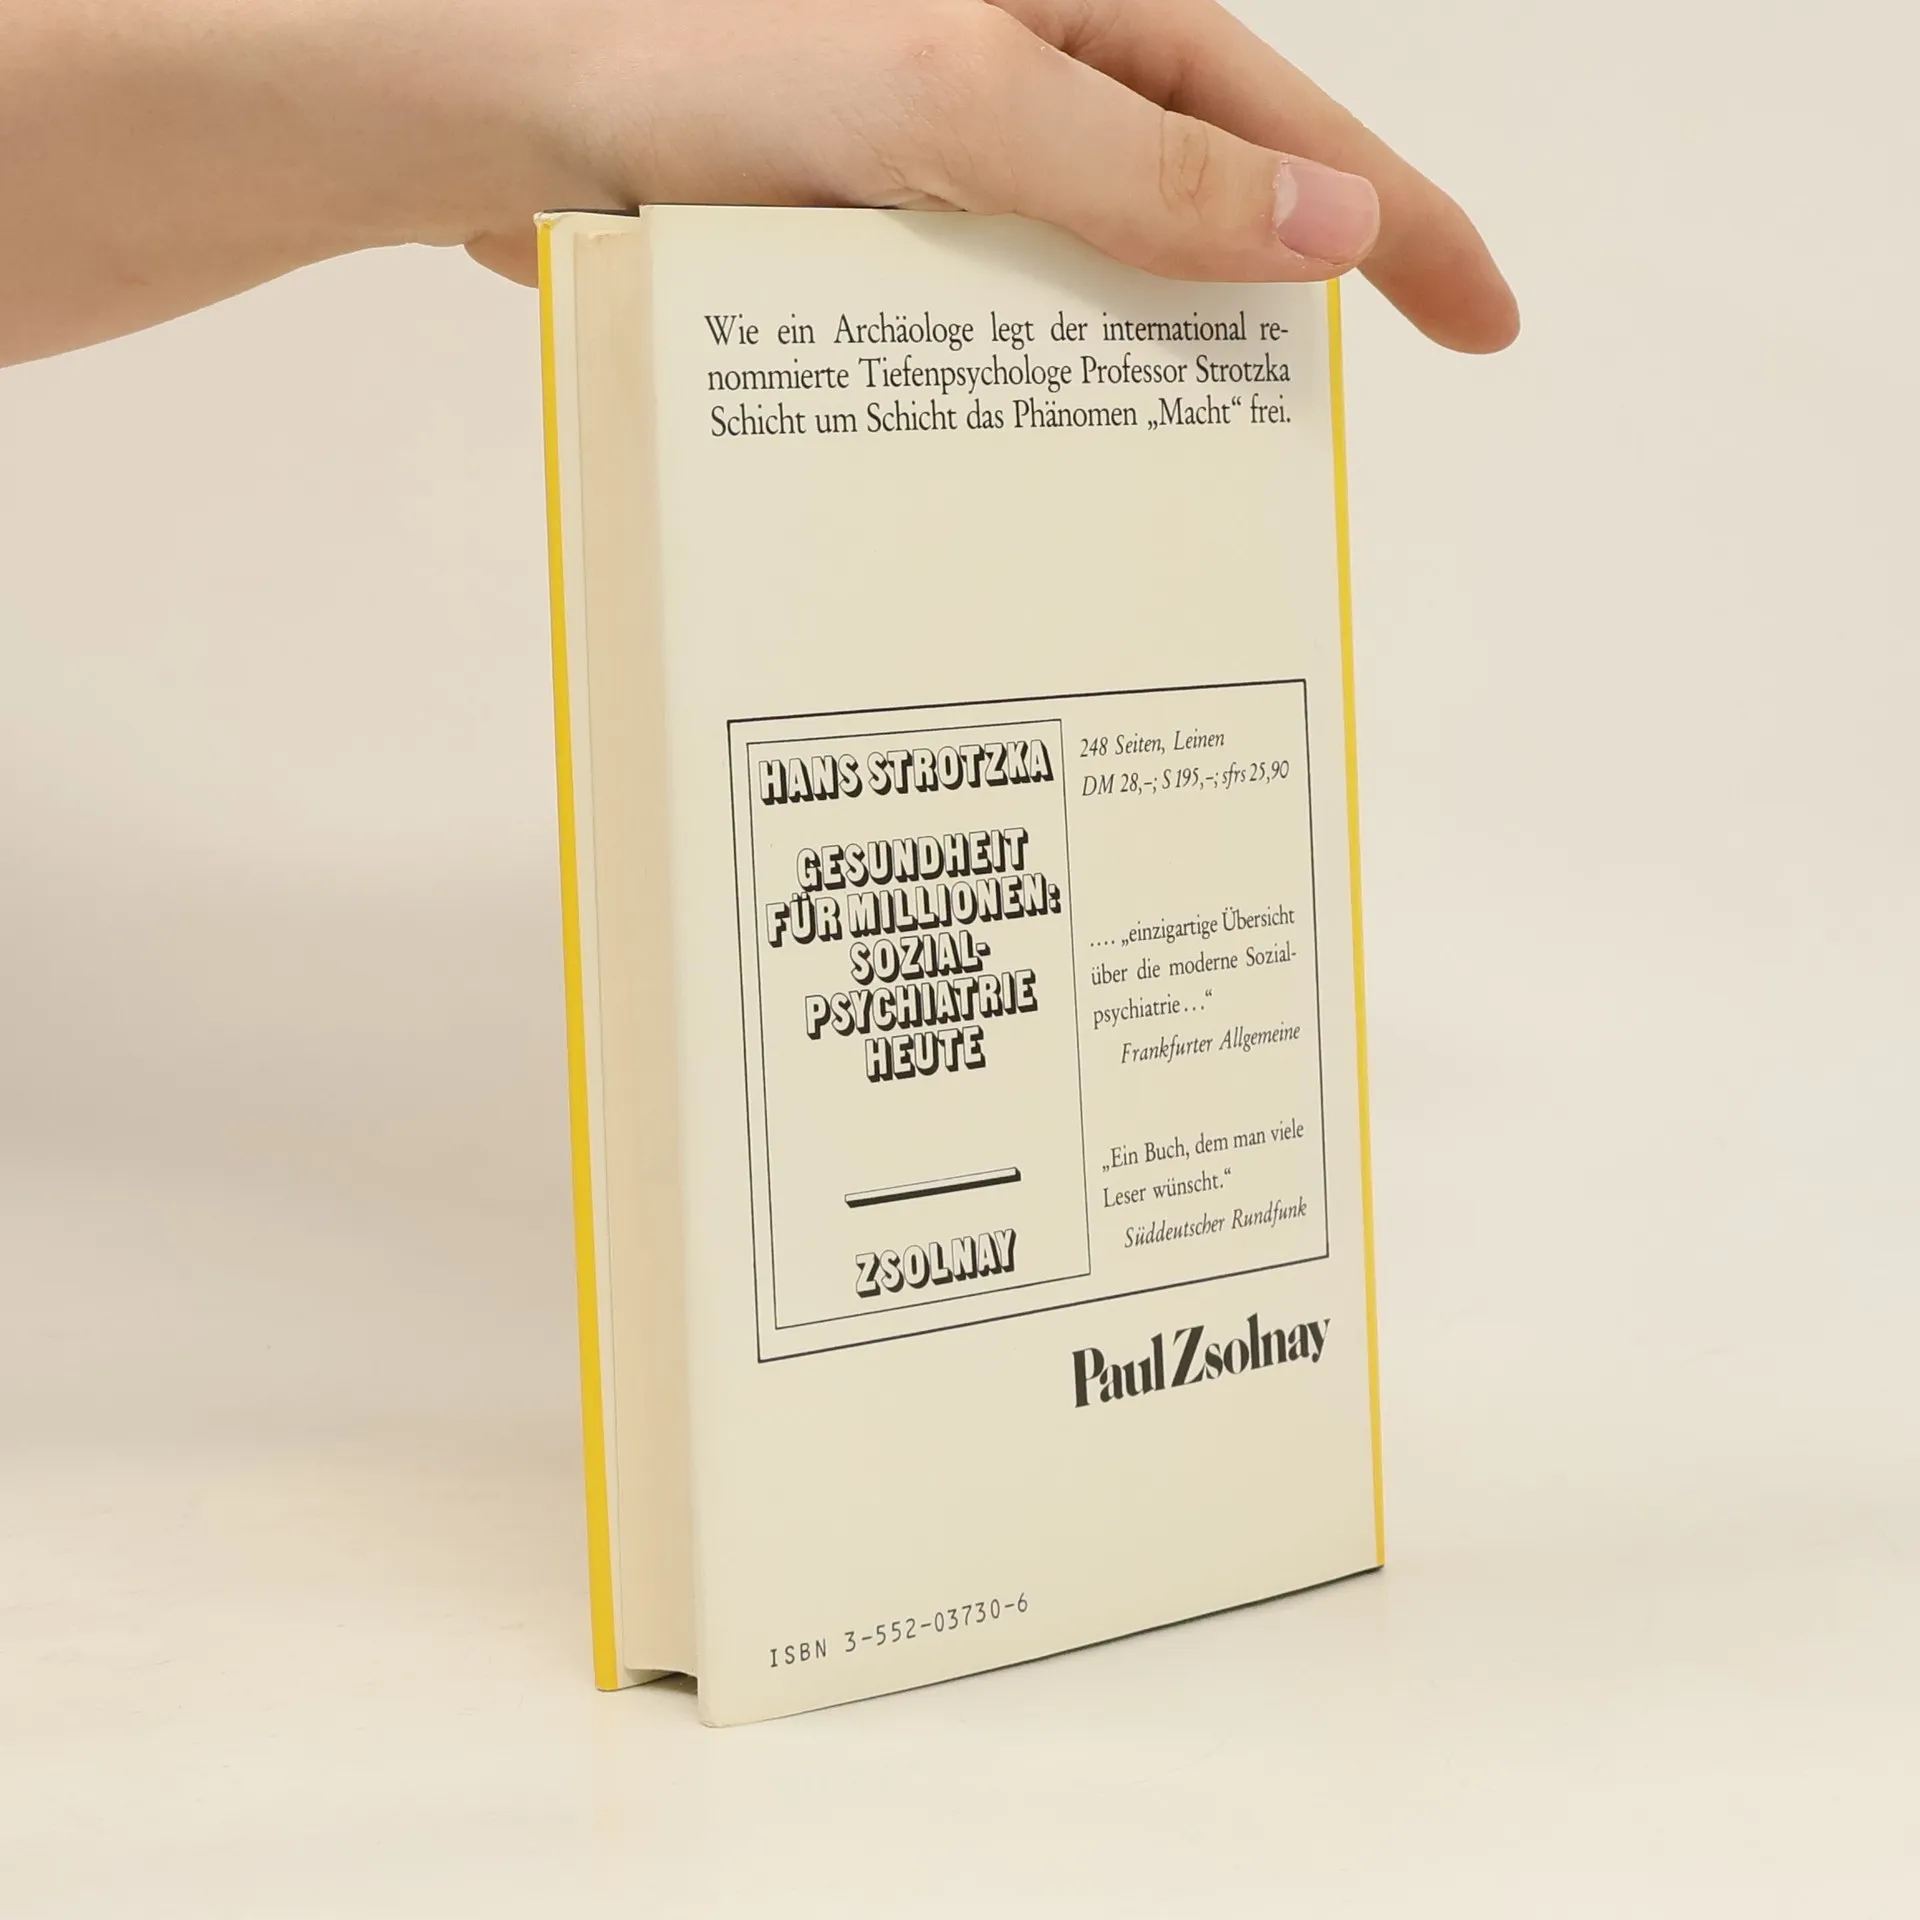 Wie ein Archäologe legt der international re-
nommierte Tiefenpsychologe Professor Strotzka
Schicht um Schicht das Phänomen „Macht“ frei.
HANS STROTZKA
GESUNDHEIT
FÜR MILLIONEN:
SOZIAL-
PSYCHIATRIE
HEUTE
ZSOLNAY
248 Seiten, Leinen
DM 28,–; S 195,–; sfrs 25,90
.... „einzigartige Übersicht
über die moderne Sozial-
psychiatrie...“
Frankfurter Allgemeine
„Ein Buch, dem man viele
Leser wünscht.“
Süddeutscher Rundfunk
Paul Zsolnay
ISBN 3-552-03730-6